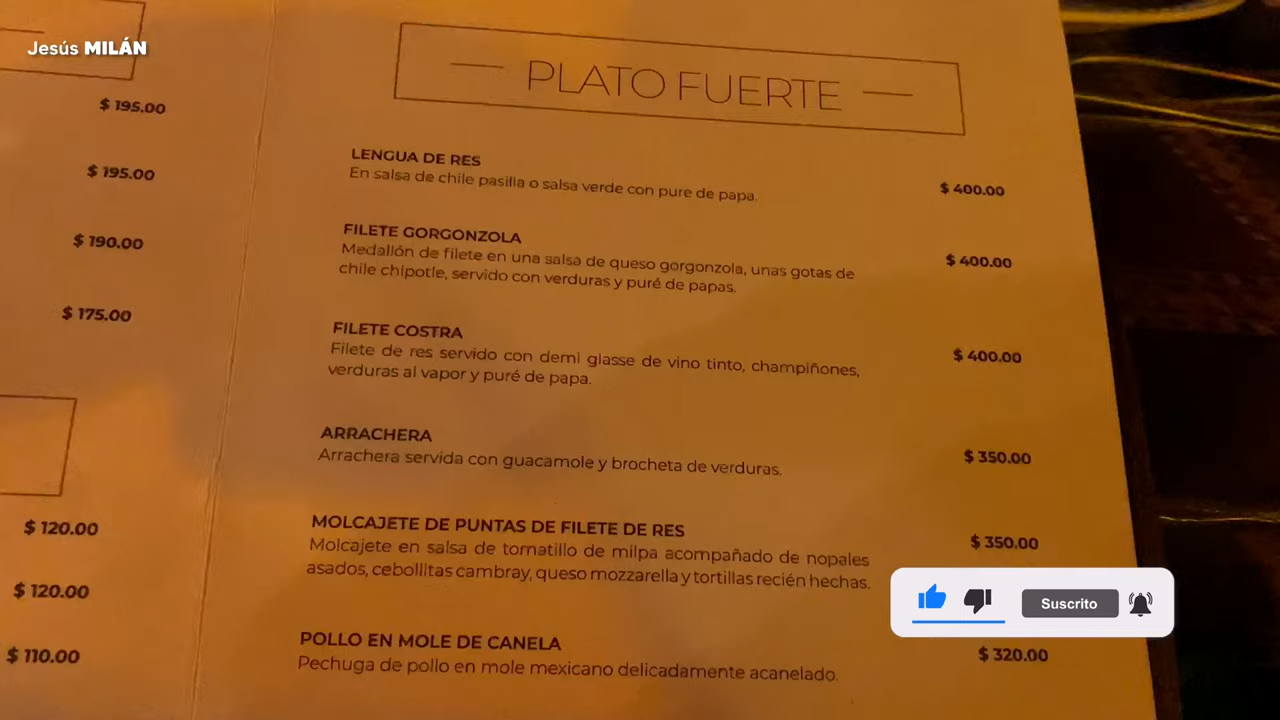 Jesús MILÁN
$ 195.00
$ 195.00
$ 190.00
$ 175.00
$ 120.00
$ 120.00
$ 110.00
PLATO FUERTE
LENGUA DE RES
En salsa de chile pasilla o salsa verde con pure de papa.
$ 400.00
FILETE GORGONZOLA
Medallón de filete en una salsa de queso gorgonzola, unas gotas de
chile chipotle, servido con verduras y puré de papas.
$ 400.00
FILETE COSTRA
Filete de res servido con demi glasse de vino tinto, champiñones,
verduras al vapor y puré de papa.
$ 400.00
ARRACHERA
Arrachera servida con guacamole y brocheta de verduras.
$ 350.00
MOLCAJETE DE PUNTAS DE FILETE DE RES
Molcajete en salsa de tomatillo de milpa acompañado de nopales
asados, cebollitas cambray, queso mozzarella y tortillas recién hechas.
$ 350.00
Suscrito
POLLO EN MOLE DE CANELA
Pechuga de pollo en mole mexicano delicadamente acanelado.
$ 320.00